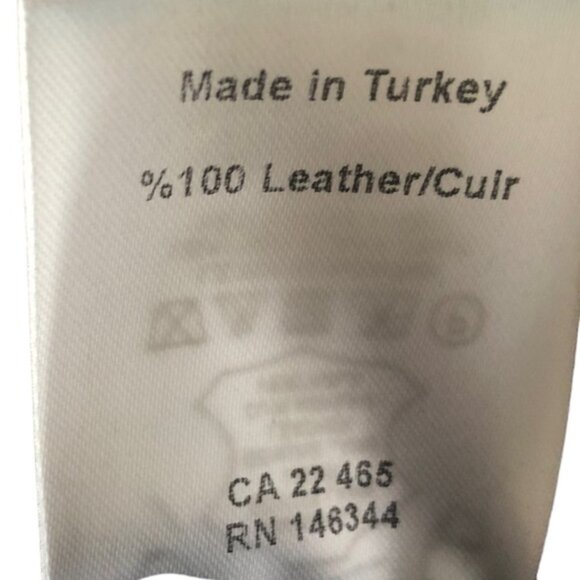 Made in Turkey
%100 Leather/Cuir
CA 22 465
RN 146344